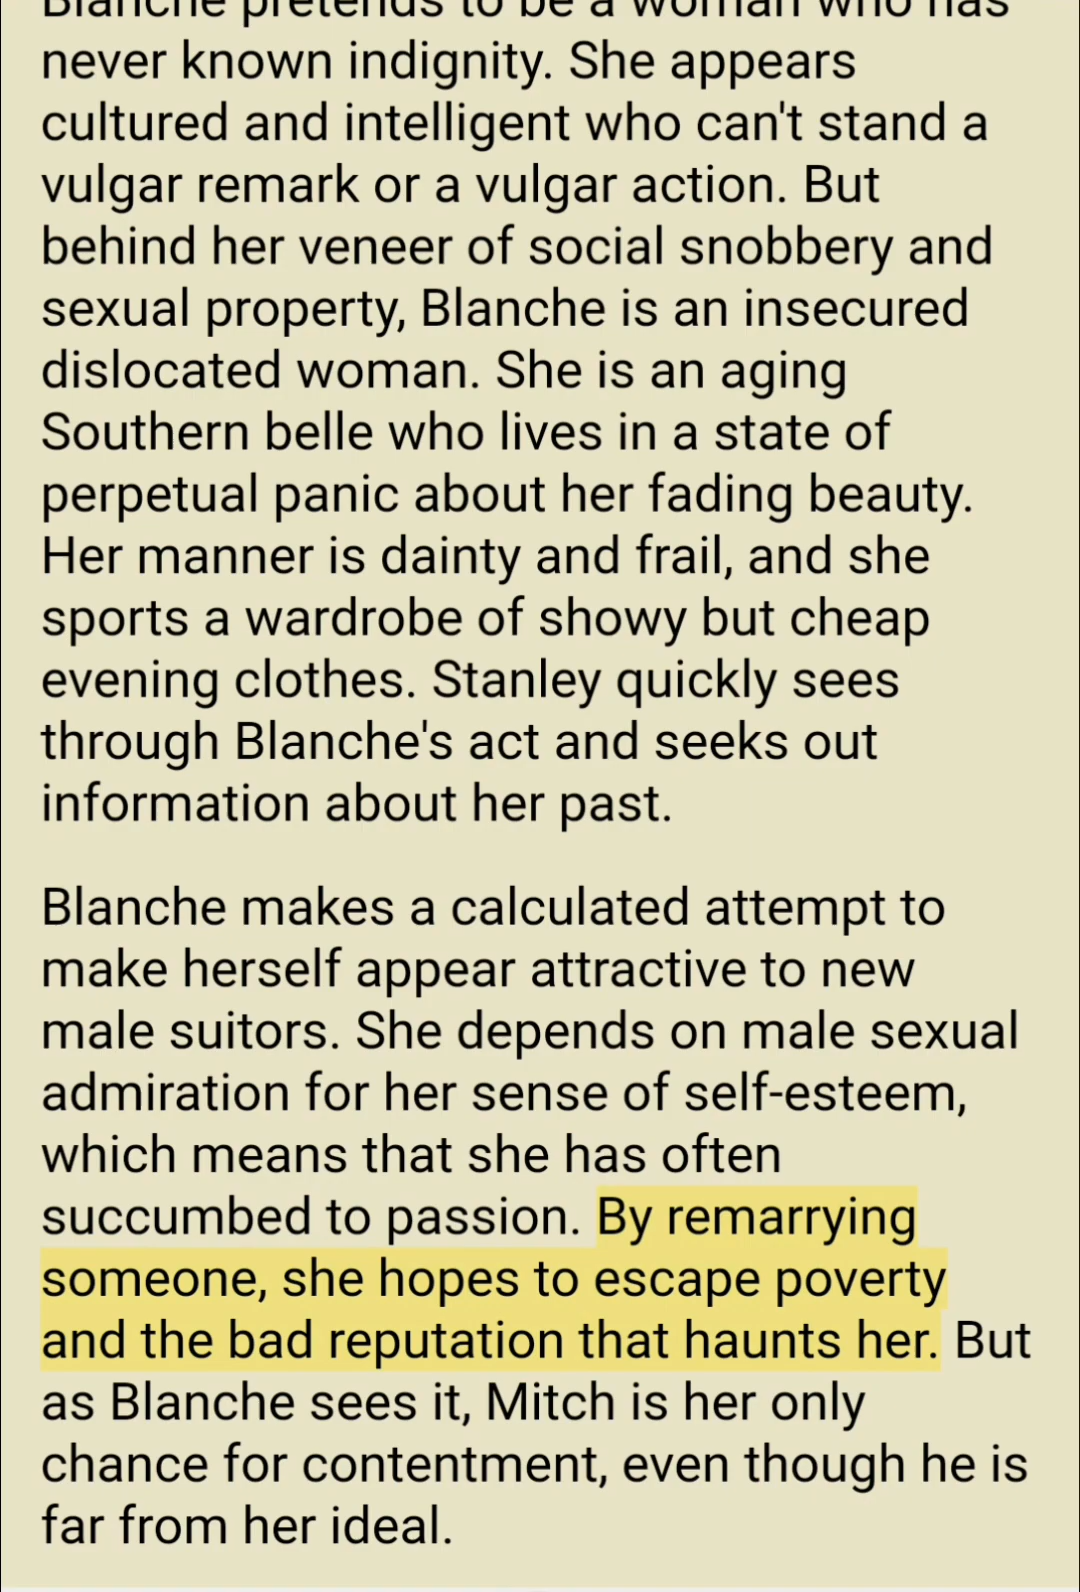 Blanche pretends to be a woman who has
never known indignity. She appears
cultured and intelligent who can't stand a
vulgar remark or a vulgar action. But
behind her veneer of social snobbery and
sexual property, Blanche is an insecured
dislocated woman. She is an aging
Southern belle who lives in a state of
perpetual panic about her fading beauty.
Her manner is dainty and frail, and she
sports a wardrobe of showy but cheap
evening clothes. Stanley quickly sees
through Blanche's act and seeks out
information about her past.
Blanche makes a calculated attempt to
make herself appear attractive to new
male suitors. She depends on male sexual
admiration for her sense of self-esteem,
which means that she has often
succumbed to passion. By remarrying
someone, she hopes to escape poverty
and the bad reputation that haunts her. But
as Blanche sees it, Mitch is her only
chance for contentment, even though he is
far from her ideal.